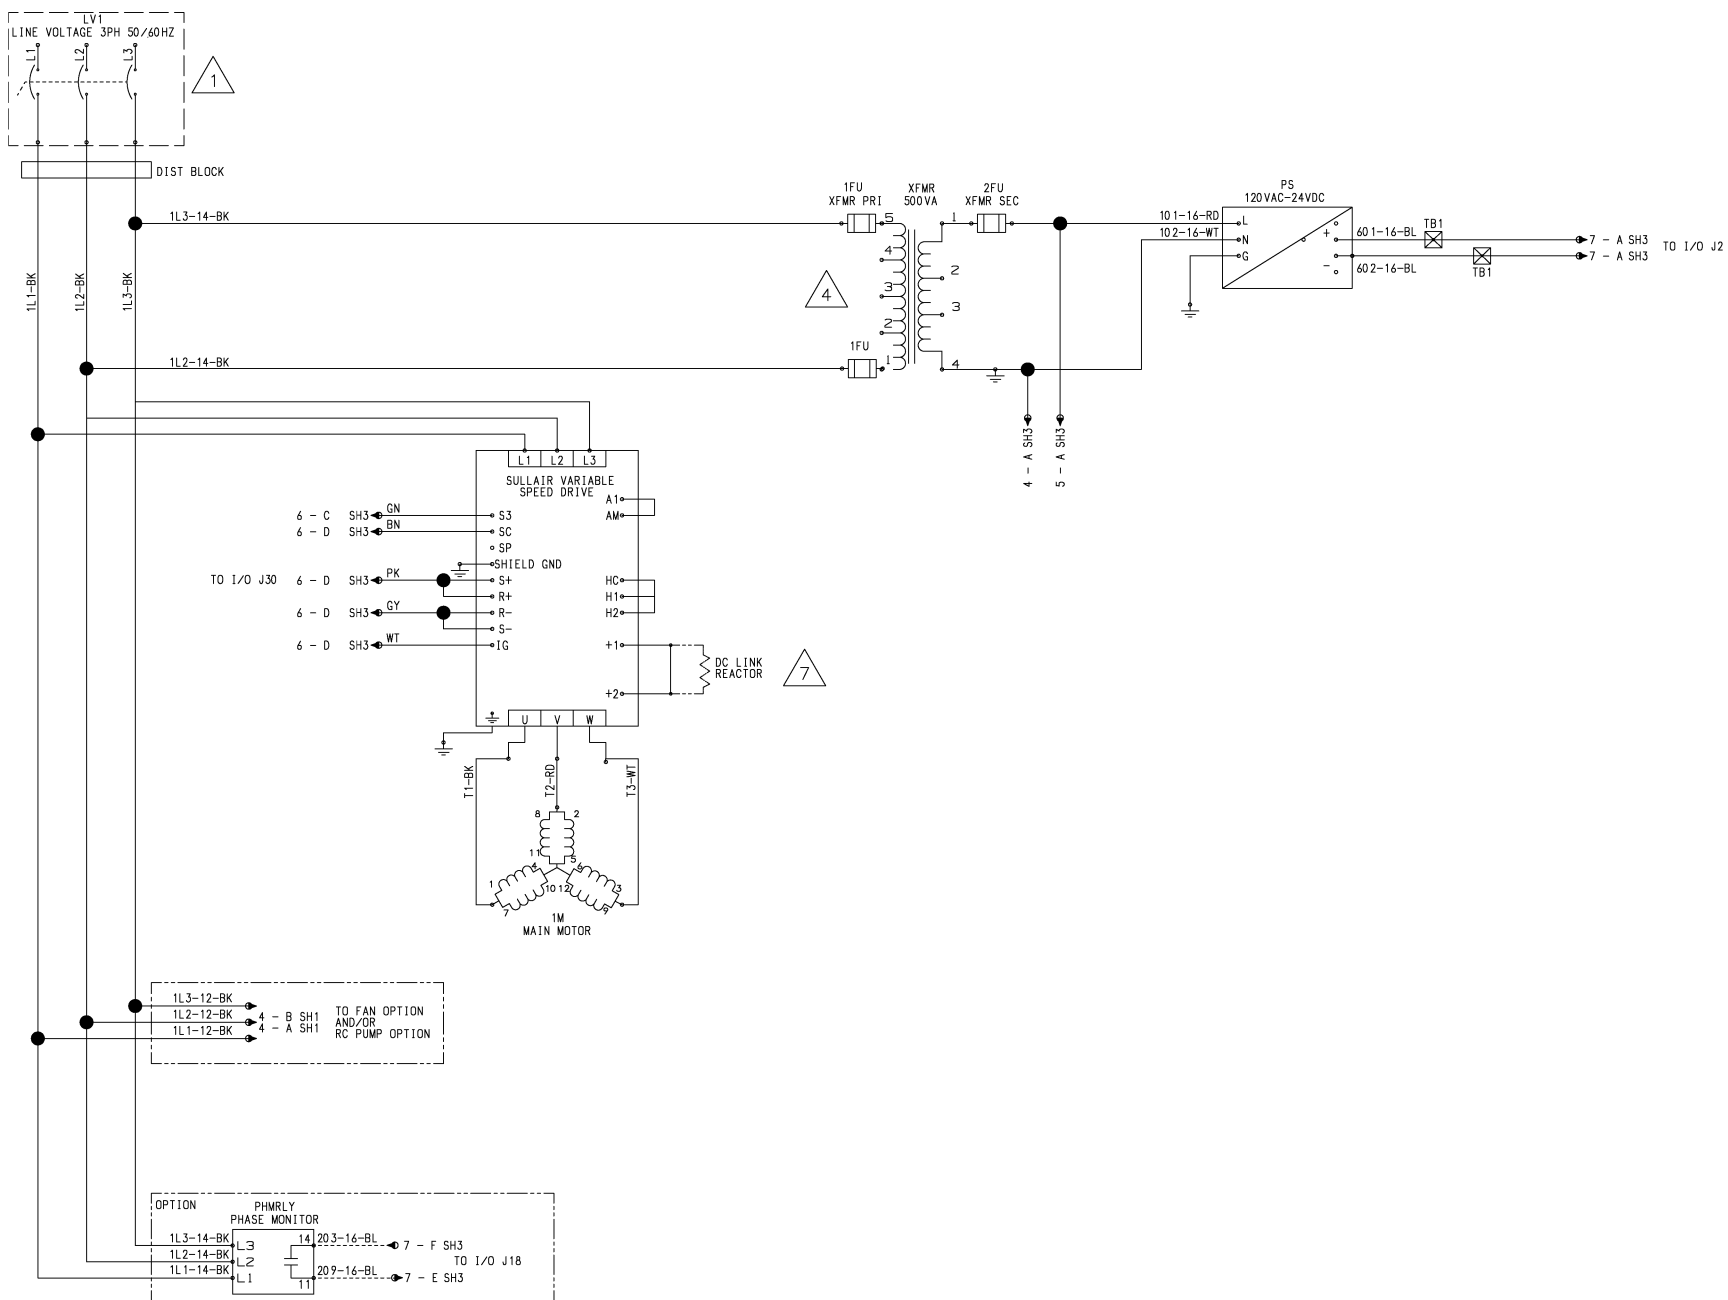 LV1
LINE VOLTAGE 3PH 50/60HZ
L1
L2
L3
1
DIST BLOCK
1L1-BK
1L2-BK
1L3-BK
1L3-14-BK
1L2-14-BK
1FU
XFMR PRI
XFMR
500VA
2FU
XFMR SEC
5
4
3
2
1
1
2
3
4
4
1FU
PS
120VAC-24VDC
101-16-RD
102-16-WT
L
N
G
+
-
601-16-BL
602-16-BL
TB1
TB1
7 - A SH3
7 - A SH3
TO I/O J2
4 - A SH3
5 - A SH3
L1 L2 L3
SULLAIR VARIABLE
SPEED DRIVE
A1
AM
6 - C SH3 GN S3
6 - D SH3 BN SC
SP
SHIELD GND
TO I/O J30
6 - D SH3 PK S+
R+
6 - D SH3 GY R-
S-
6 - D SH3 WT IG
HC
H1
H2
+1
+2
DC LINK
REACTOR
7
U V W
T1-BK
T2-RD
T3-WT
8 2
11 5
1 4
7 10
12 6
3
9
1M
MAIN MOTOR
1L3-12-BK
1L2-12-BK
1L1-12-BK
4 - B SH1
4 - A SH1
TO FAN OPTION
AND/OR
RC PUMP OPTION
OPTION
PHMRLY
PHASE MONITOR
1L3-14-BK L3
1L2-14-BK L2
1L1-14-BK L1
14 203-16-BL 7 - F SH3
TO I/O J18
11 209-16-BL 7 - E SH3